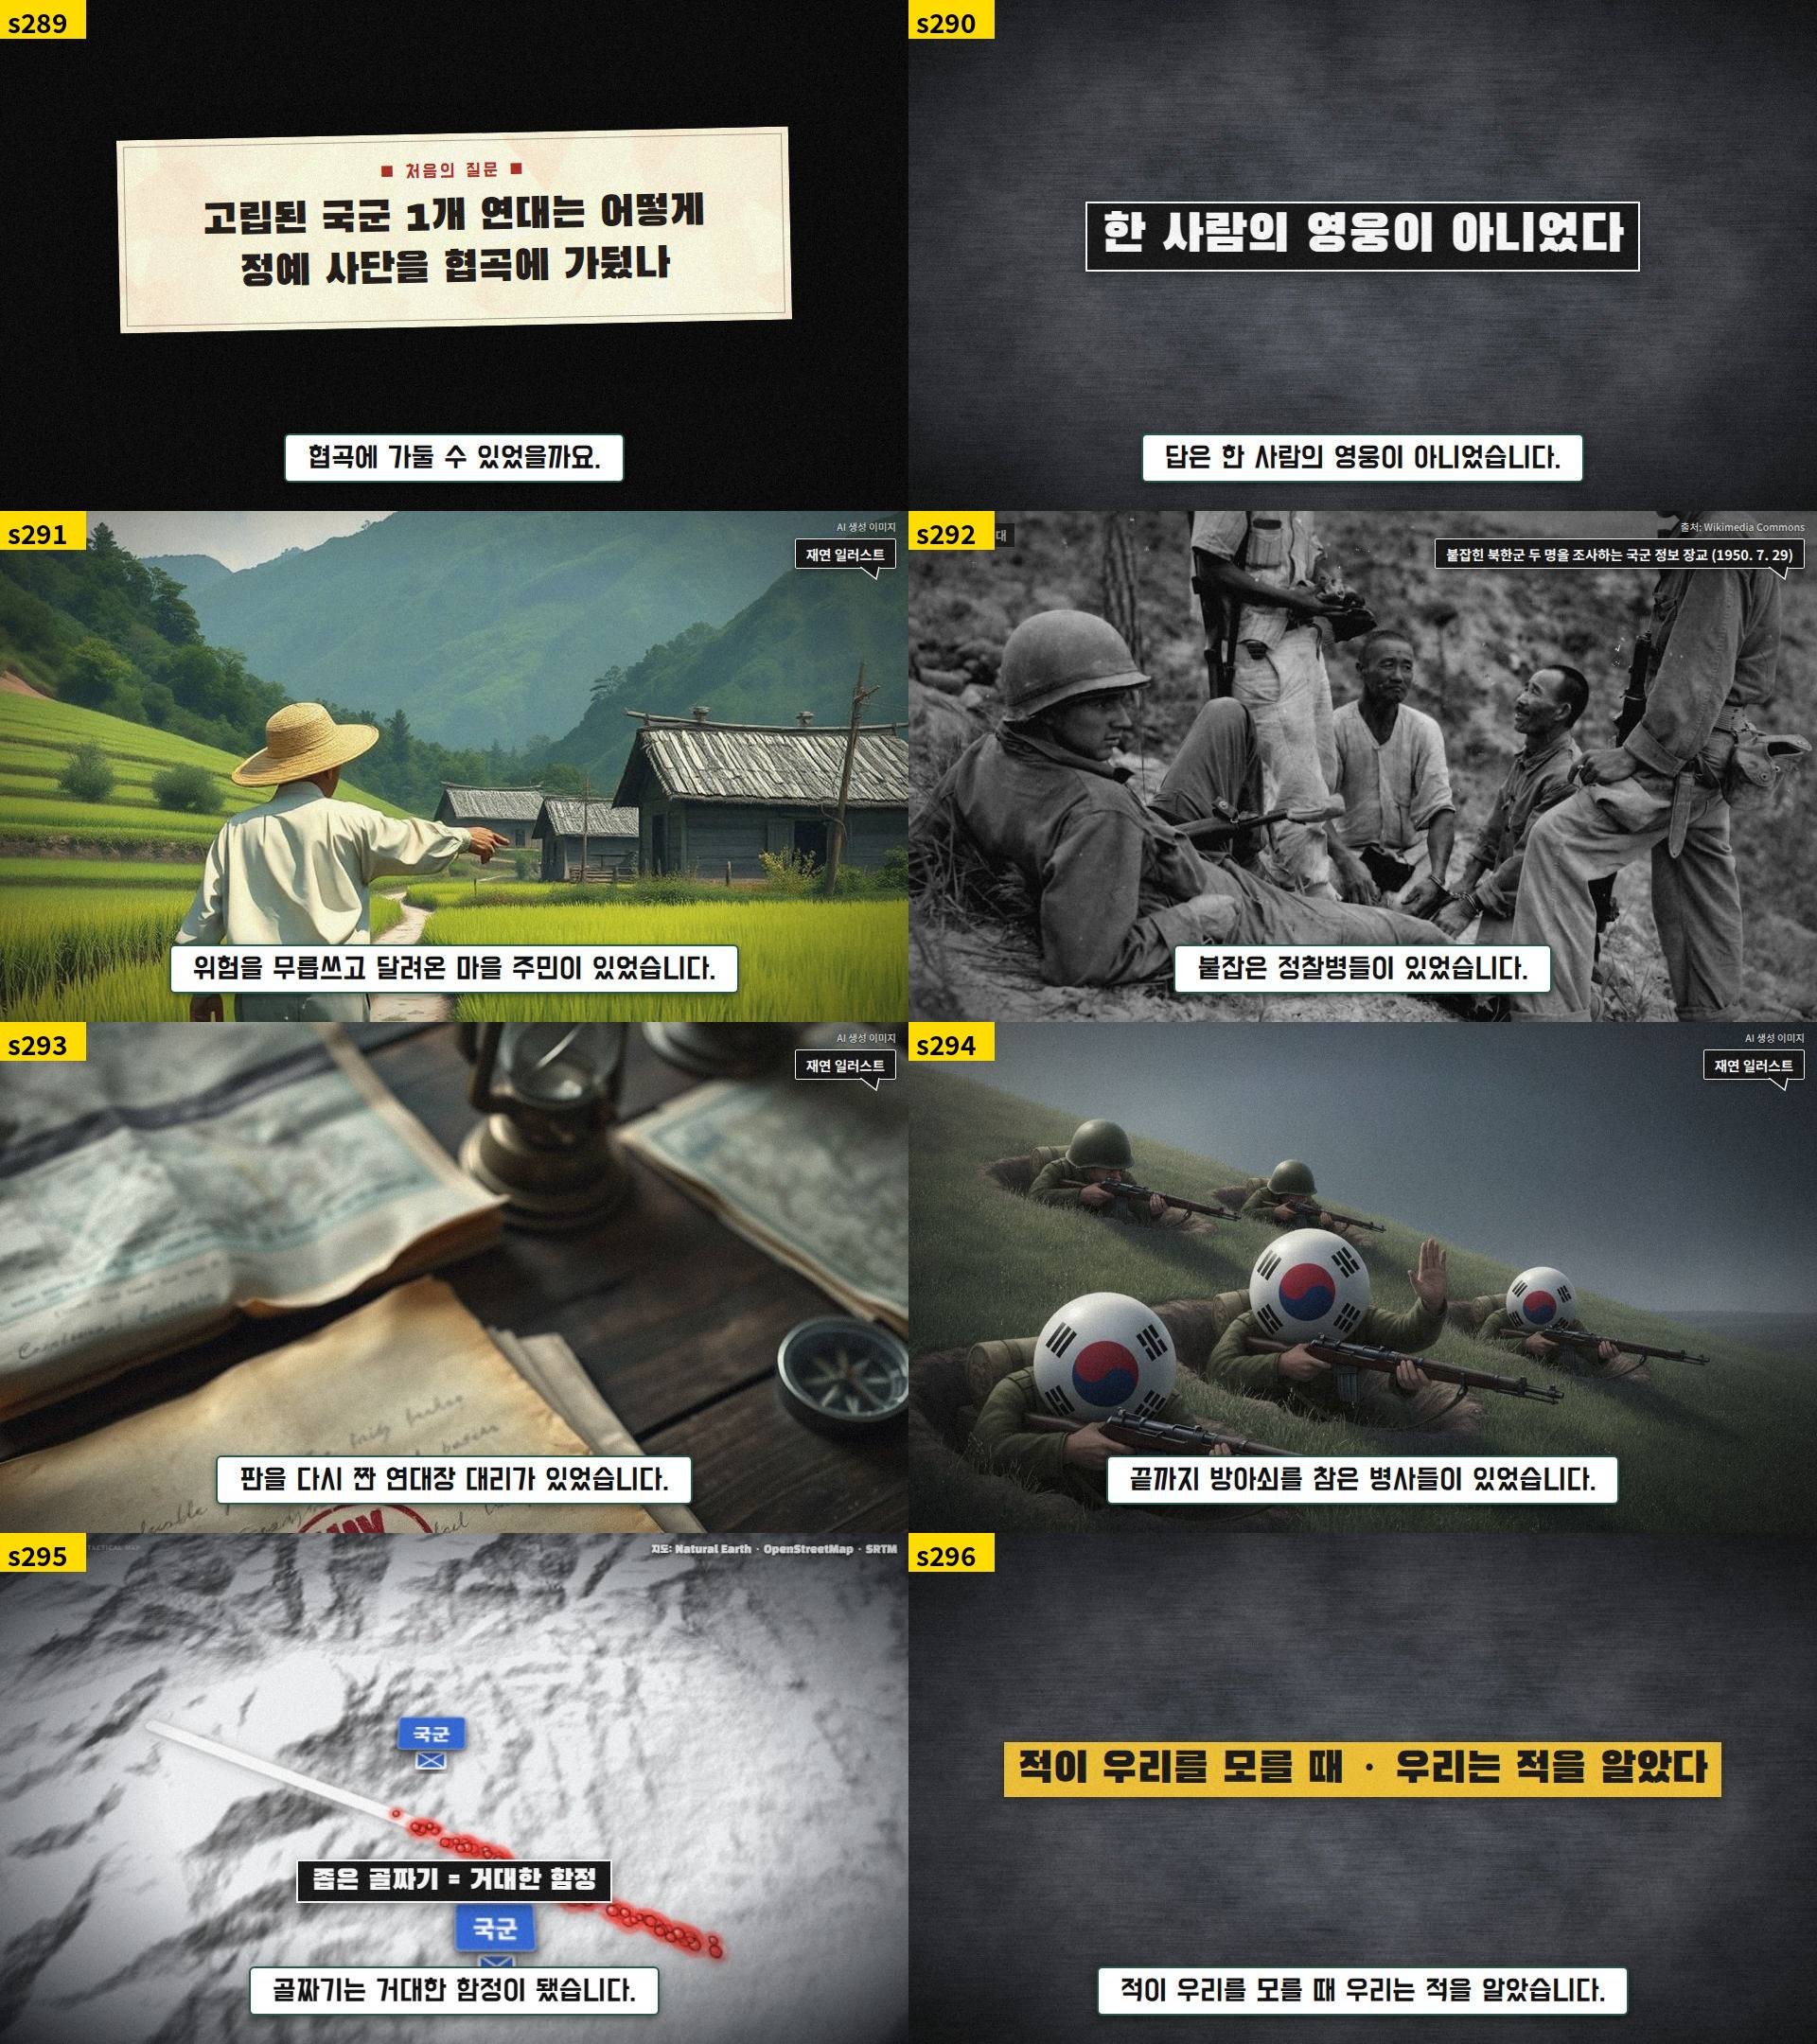 s289
■ 처음의 질문 ■
고립된 국군 1개 연대는 어떻게
정예 사단을 협곡에 가뒀나
협곡에 가둘 수 있었을까요.
s290
한 사람의 영웅이 아니었다
답은 한 사람의 영웅이 아니었습니다.
s291
AI 생성 이미지
재연 일러스트
위험을 무릅쓰고 달려온 마을 주민이 있었습니다.
s292
대
출처: Wikimedia Commons
붙잡힌 북한군 두 명을 조사하는 국군 정보 장교 (1950. 7. 29)
붙잡은 정찰병들이 있었습니다.
s293
AI 생성 이미지
재연 일러스트
판을 다시 짠 연대장 대리가 있었습니다.
s294
AI 생성 이미지
재연 일러스트
끝까지 방아쇠를 참은 병사들이 있었습니다.
s295
TACTICAL MAP
지도: Natural Earth · OpenStreetMap · SRTM
국군
좁은 골짜기 = 거대한 함정
국군
골짜기는 거대한 함정이 됐습니다.
s296
적이 우리를 모를 때 · 우리는 적을 알았다
적이 우리를 모를 때 우리는 적을 알았습니다.